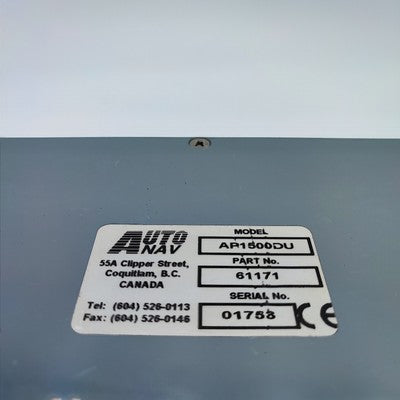 AUTO
NAV
55A Clipper Street,
Coquitlam, B.C.
CANADA
Tel: (604) 526-0113
Fax: (604) 526-0146
MODEL
AP1500DU
PART No.
61171
SERIAL No.
01753
CE